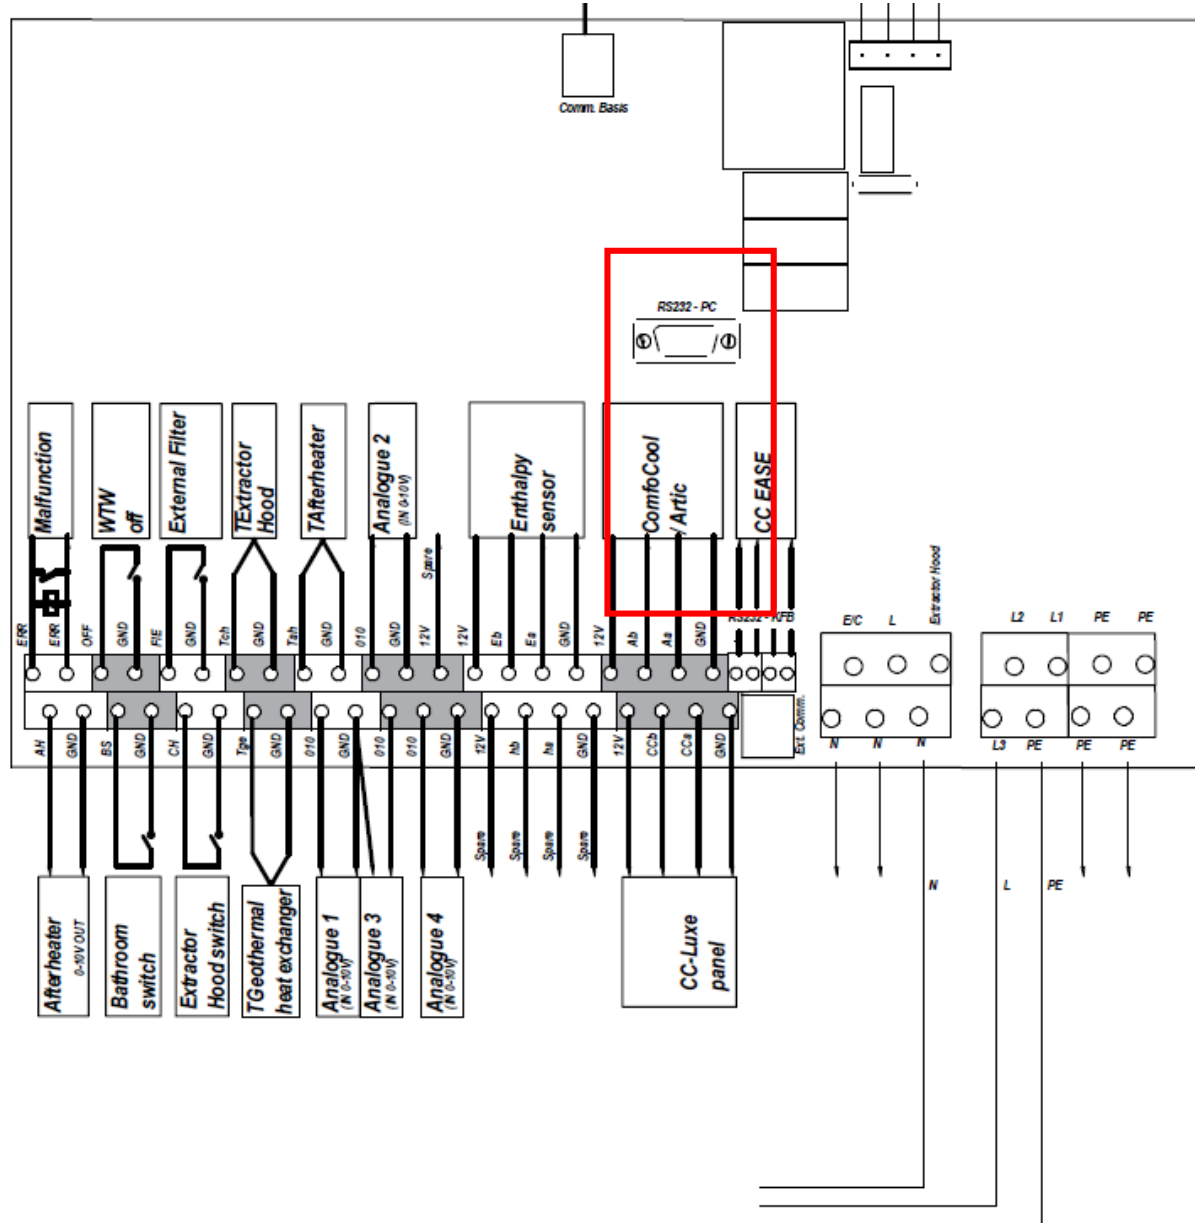 Comm. Basis
RS232 - PC
Malfunction
WTW
off
External Filter
TExtractor
Hood
TAfterheater
Analogue 2
(IN 0-10V)
Spare
Enthalpy
sensor
ComfoCool
/ Artic
CC EASE
RS232 - KFB
ERR
ERR
OFF
GND
FIE
GND
Tch
GND
Tah
GND
010
GND
12V
12V
Eb
Ea
GND
12V
Ab
Aa
GND
E/C
L
Extractor Hood
L2
L1
PE
PE
AH
GND
BS
GND
CH
GND
Tge
GND
010
GND
010
010
GND
12V
hb
ha
GND
12V
CCb
CCa
GND
Ext. Comm.
N
N
N
L3
PE
PE
PE
Spare
Spare
Spare
Spare
Afterheater
0-10V OUT
Bathroom
switch
Extractor
Hood switch
TGeothermal
heat exchanger
Analogue 1
(IN 0-10V)
Analogue 3
(IN 0-10V)
Analogue 4
(IN 0-10V)
CC-Luxe
panel
N
L
PE